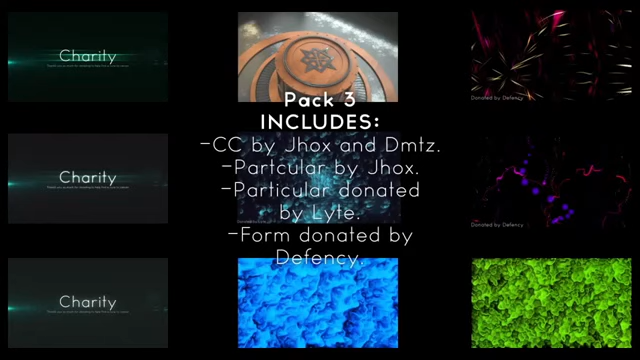 Charity
Donated by Defency
Pack 3
INCLUDES:
-CC by Jhox and Dmtz.
-Partcular by Jhox.
-Particular donated
by Lyte.
-Form donated by
Defency.
Charity
Donated by Defency
Charity